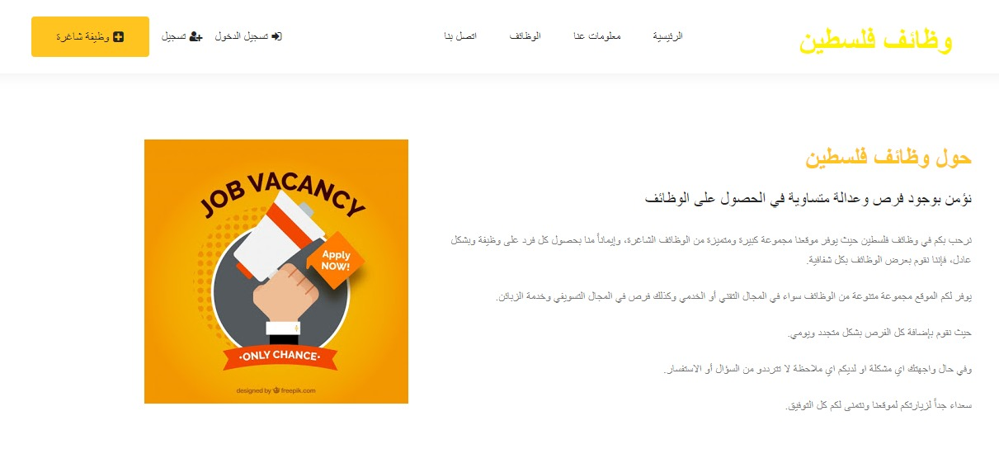 وظائف فلسطين
الرئيسية
معلومات عنا
الوظائف
اتصل بنا
تسجيل الدخول
تسجيل
وظيفة شاغرة
حول وظائف فلسطين
نؤمن بوجود فرص وعدالة متساوية في الحصول على الوظائف
نرحب بكم في وظائف فلسطين حيث يوفر موقعنا مجموعة كبيرة ومتميزة من الوظائف الشاغرة، وإيماناً منا بحصول كل فرد على وظيفة وبشكل
عادل، فإننا نقوم بعرض الوظائف بكل شفافية.
يوفر لكم الموقع مجموعة متنوعة من الوظائف سواء في المجال التقني أو الخدمي وكذلك فرص في المجال التسويقي وخدمة الزبائن.
حيث نقوم بإضافة كل الفرص بشكل متجدد ويومي.
وفي حال واجهتك اي مشكلة او لديكم اي ملاحظة لا تترددو من السؤال أو الاستفسار.
سعداء جداً لزيارتكم لموقعنا ونتمنى لكم كل التوفيق.
JOB VACANCY
Apply
NOW!
•ONLY CHANCE•
designed by freepik.com